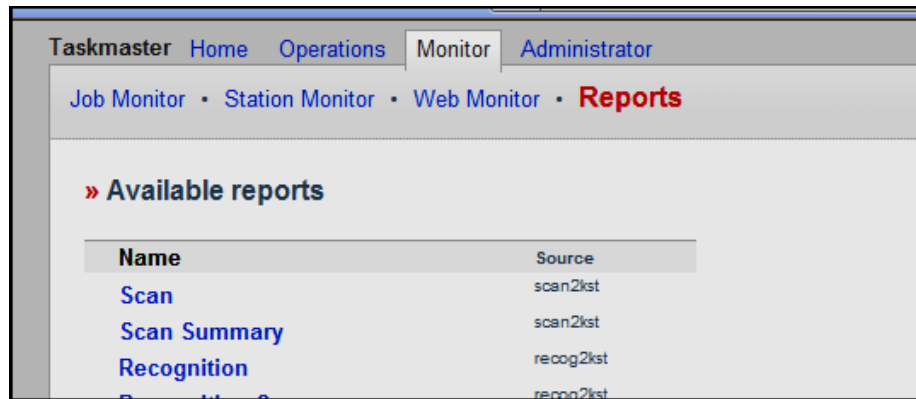 Taskmaster Home Operations Monitor Administrator
Job Monitor • Station Monitor • Web Monitor • Reports
» Available reports
Name Source
Scan scan2kst
Scan Summary scan2kst
Recognition recog2kst
recog2kst